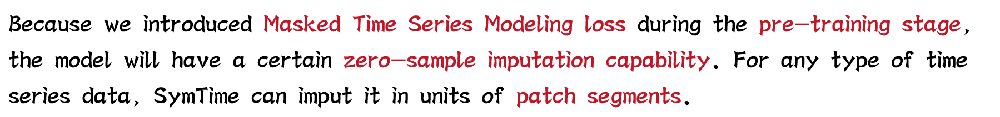 Because we introduced Masked Time Series Modeling loss during the pre-training stage,
the model will have a certain zero-sample imputation capability. For any type of time
series data, SymTime can imput it in units of patch segments.